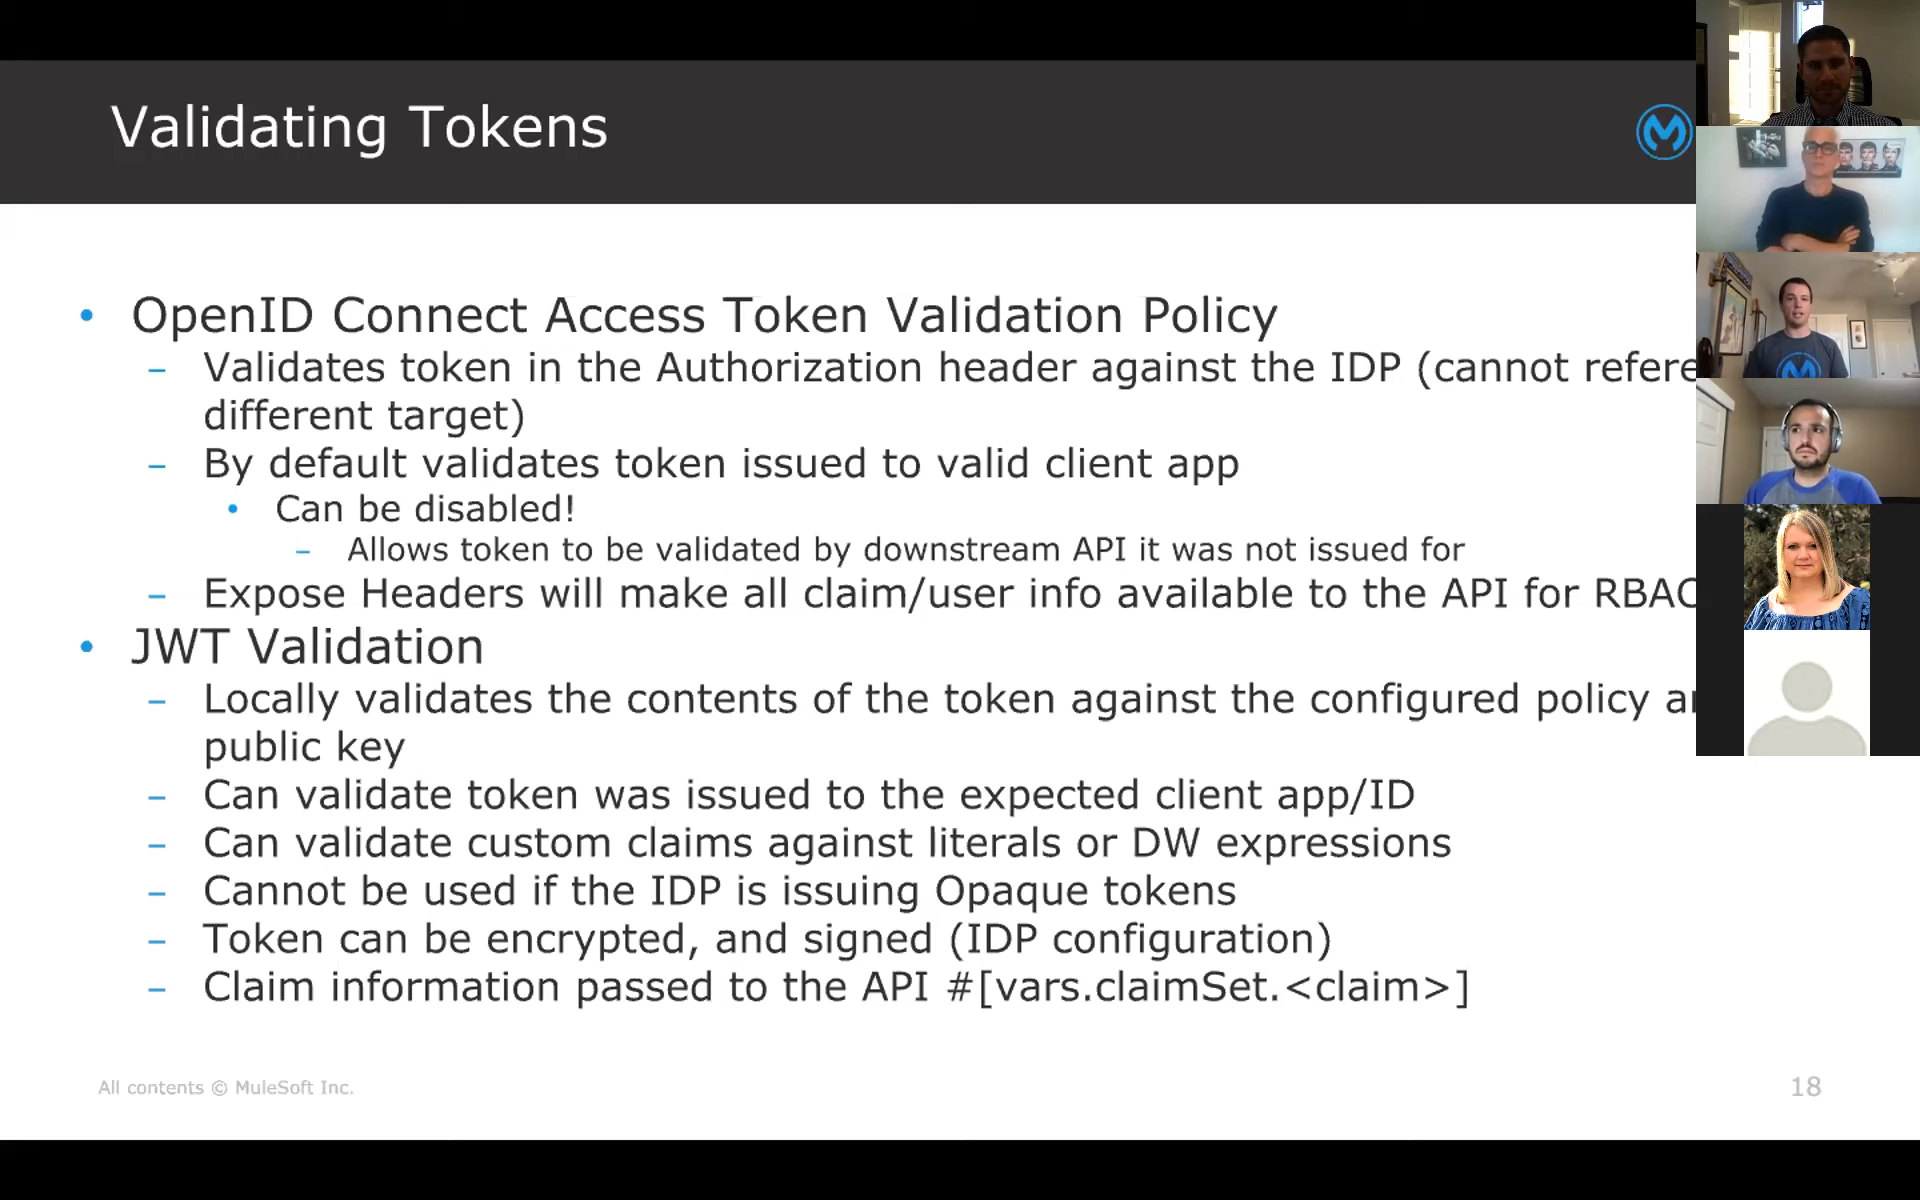 Validating Tokens
• OpenID Connect Access Token Validation Policy
– Validates token in the Authorization header against the IDP (cannot
different target)
– By default validates token issued to valid client app
• Can be disabled!
– Allows token to be validated by downstream API it was not issued for
– Expose Headers will make all claim/user info available to the API for RBAC
• JWT Validation
– Locally validates the contents of the token against the configured policy
public key
– Can validate token was issued to the expected client app/ID
– Can validate custom claims against literals or DW expressions
– Cannot be used if the IDP is issuing Opaque tokens
– Token can be encrypted, and signed (IDP configuration)
– Claim information passed to the API #[vars.claimSet.<claim>]
All contents © MuleSoft Inc.
18